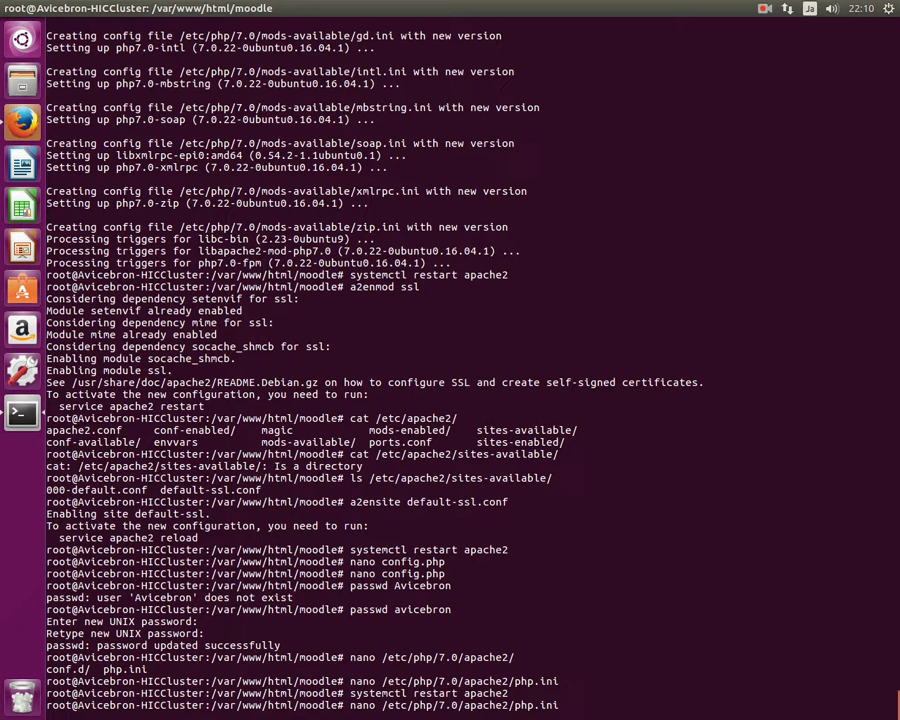 root@Avicebron-HICCluster: /var/www/html/moodle
Ja
22:10
Creating config file /etc/php/7.0/mods-available/gd.ini with new version
Setting up php7.0-intl (7.0.22-0ubuntu0.16.04.1) ...
Creating config file /etc/php/7.0/mods-available/intl.ini with new version
Setting up php7.0-mbstring (7.0.22-0ubuntu0.16.04.1) ...
Creating config file /etc/php/7.0/mods-available/mbstring.ini with new version
Setting up php7.0-soap (7.0.22-0ubuntu0.16.04.1) ...
Creating config file /etc/php/7.0/mods-available/soap.ini with new version
Setting up libxmlrpc-epi0:amd64 (0.54.2-1.1ubuntu0.1) ...
Setting up php7.0-xmlrpc (7.0.22-0ubuntu0.16.04.1) ...
Creating config file /etc/php/7.0/mods-available/xmlrpc.ini with new version
Setting up php7.0-zip (7.0.22-0ubuntu0.16.04.1) ...
Creating config file /etc/php/7.0/mods-available/zip.ini with new version
Processing triggers for libc-bin (2.23-0ubuntu9) ...
Processing triggers for libapache2-mod-php7.0 (7.0.22-0ubuntu0.16.04.1) ...
Processing triggers for php7.0-fpm (7.0.22-0ubuntu0.16.04.1) ...
root@Avicebron-HICCluster:/var/www/html/moodle# systemctl restart apache2
root@Avicebron-HICCluster:/var/www/html/moodle# a2enmod ssl
Considering dependency setenvif for ssl:
Module setenvif already enabled
Considering dependency mime for ssl:
Module mime already enabled
Considering dependency socache_shmcb for ssl:
Enabling module socache_shmcb.
Enabling module ssl.
See /usr/share/doc/apache2/README.Debian.gz on how to configure SSL and create self-signed certificates.
To activate the new configuration, you need to run:
  service apache2 restart
root@Avicebron-HICCluster:/var/www/html/moodle# cat /etc/apache2/
apache2.conf     conf-enabled/  magic            mods-enabled/  sites-available/
conf-available/  envvars        mods-available/  ports.conf     sites-enabled/
root@Avicebron-HICCluster:/var/www/html/moodle# cat /etc/apache2/sites-available/
cat: /etc/apache2/sites-available/: Is a directory
root@Avicebron-HICCluster:/var/www/html/moodle# ls /etc/apache2/sites-available/
000-default.conf  default-ssl.conf
root@Avicebron-HICCluster:/var/www/html/moodle# a2ensite default-ssl.conf
Enabling site default-ssl.
To activate the new configuration, you need to run:
  service apache2 reload
root@Avicebron-HICCluster:/var/www/html/moodle# systemctl restart apache2
root@Avicebron-HICCluster:/var/www/html/moodle# nano config.php
root@Avicebron-HICCluster:/var/www/html/moodle# nano config.php
root@Avicebron-HICCluster:/var/www/html/moodle# passwd Avicebron
passwd: user 'Avicebron' does not exist
root@Avicebron-HICCluster:/var/www/html/moodle# passwd avicebron
Enter new UNIX password:
Retype new UNIX password:
passwd: password updated successfully
root@Avicebron-HICCluster:/var/www/html/moodle# nano /etc/php/7.0/apache2/
conf.d/  php.ini
root@Avicebron-HICCluster:/var/www/html/moodle# nano /etc/php/7.0/apache2/php.ini
root@Avicebron-HICCluster:/var/www/html/moodle# systemctl restart apache2
root@Avicebron-HICCluster:/var/www/html/moodle# nano /etc/php/7.0/apache2/php.ini